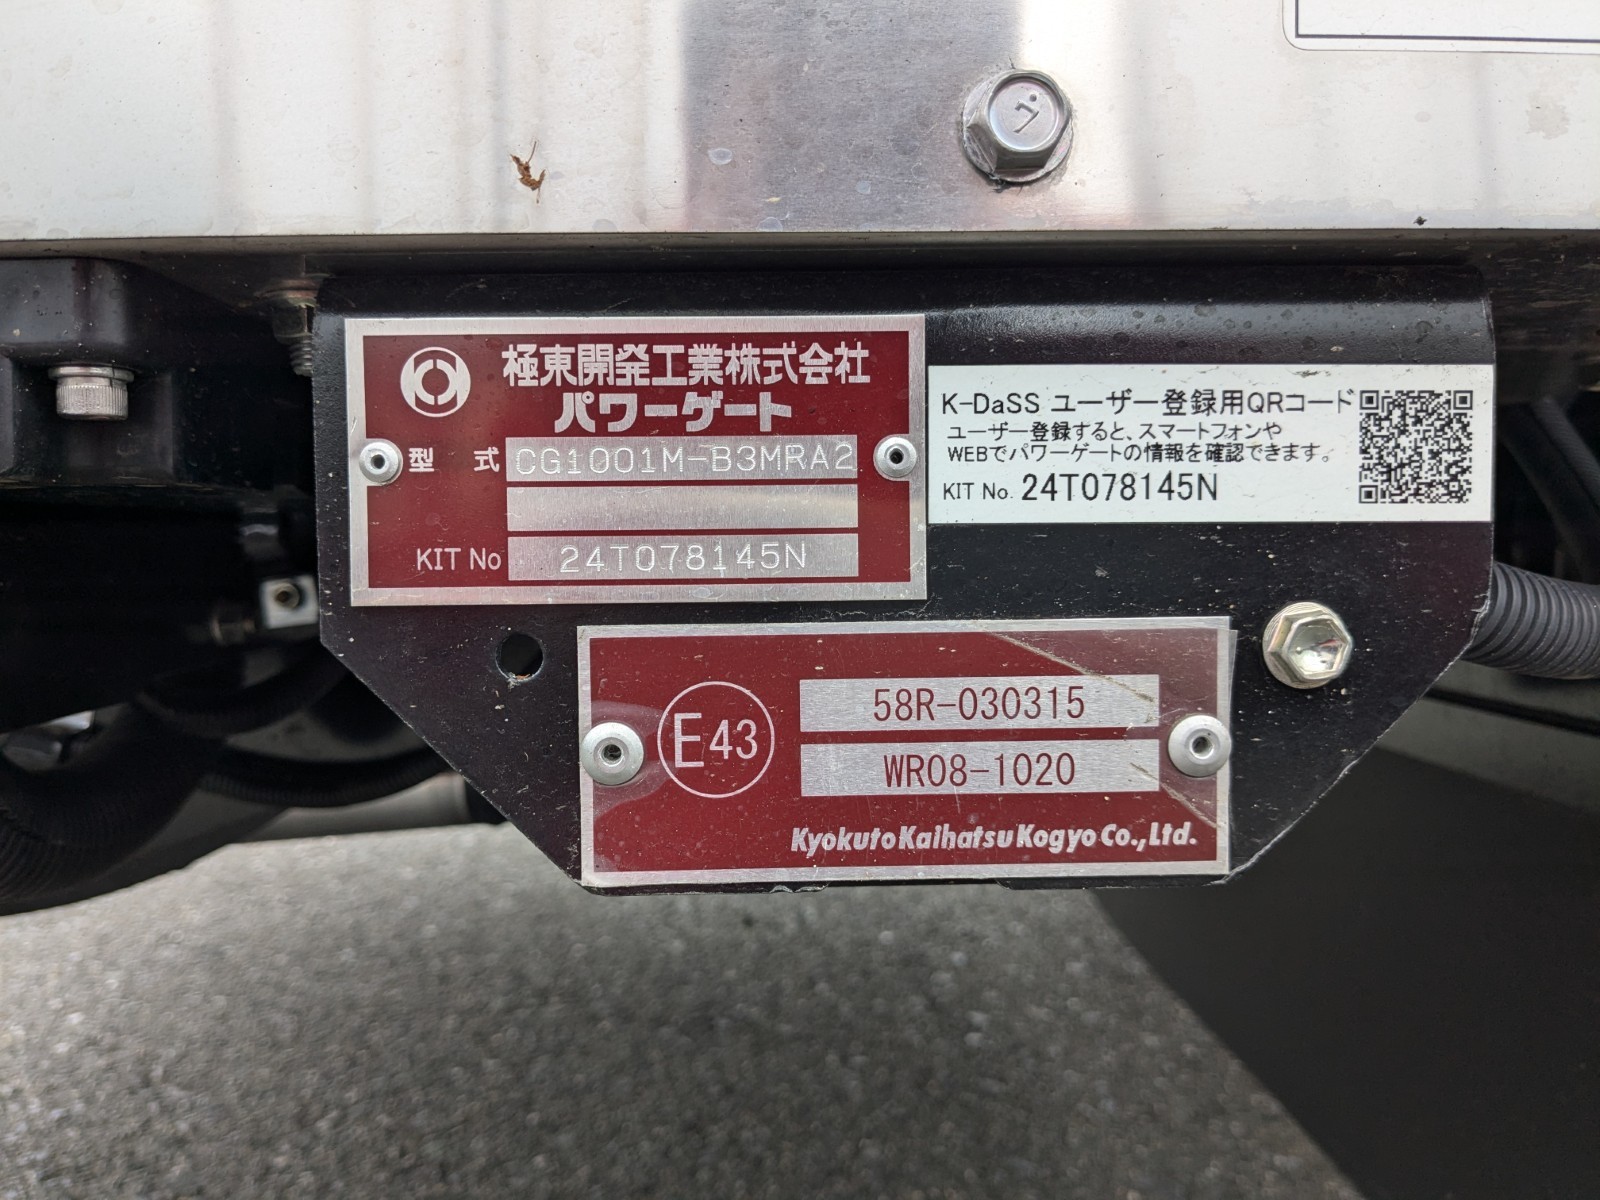 極東開発工業株式会社
パワーゲート
型 式 CG1001M-B3MRA2
KIT No 24T078145N
K-DaSS ユーザー登録用QRコード
ユーザー登録すると、スマートフォンや
WEBでパワーゲートの情報を確認できます。
KIT No. 24T078145N
E43
58R-030315
WR08-1020
Kyokuto Kaihatsu Kogyo Co., Ltd.